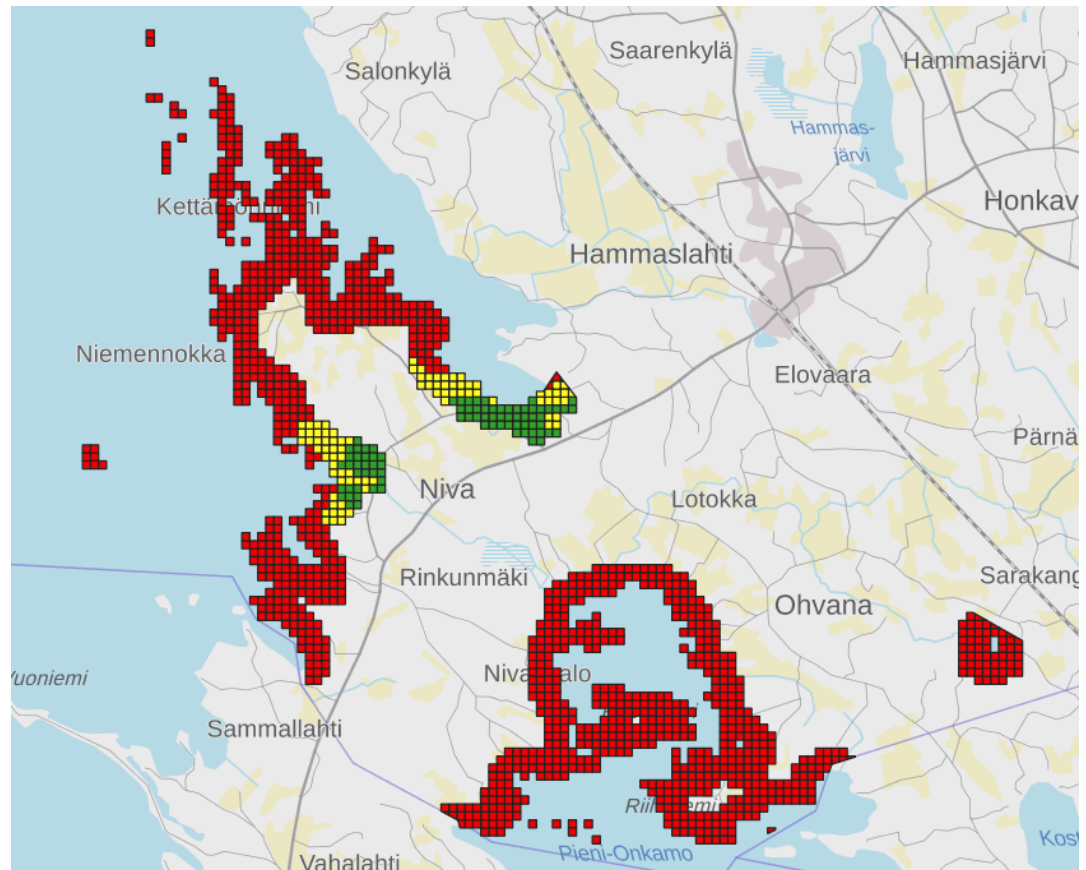 Saarenkylä
Salonkylä
Hammasjärvi
Hammas-
järvi
Honkav
Hammaslahti
Niemennokka
Elovaara
Pärnä
Niva
Lotokka
Rinkunmäki
Sarakang
Ohvana
Vuoniemi
Sammallahti
Pieni-Onkamo
Kost
Vahalahti